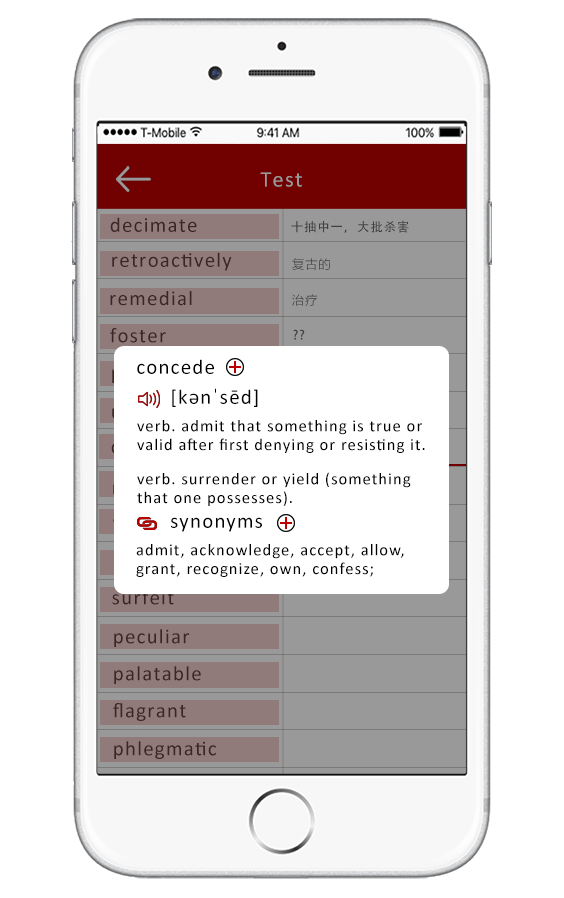 T-Mobile 9:41 AM 100%
Test
decimate 十抽中一，大批杀害
retroactively 复古的
remedial 治疗
foster ??
concede
[kənˈsēd]
verb. admit that something is true or
valid after first denying or resisting it.
verb. surrender or yield (something
that one possesses).
synonyms
admit, acknowledge, accept, allow,
grant, recognize, own, confess;
surfeit
peculiar
palatable
flagrant
phlegmatic